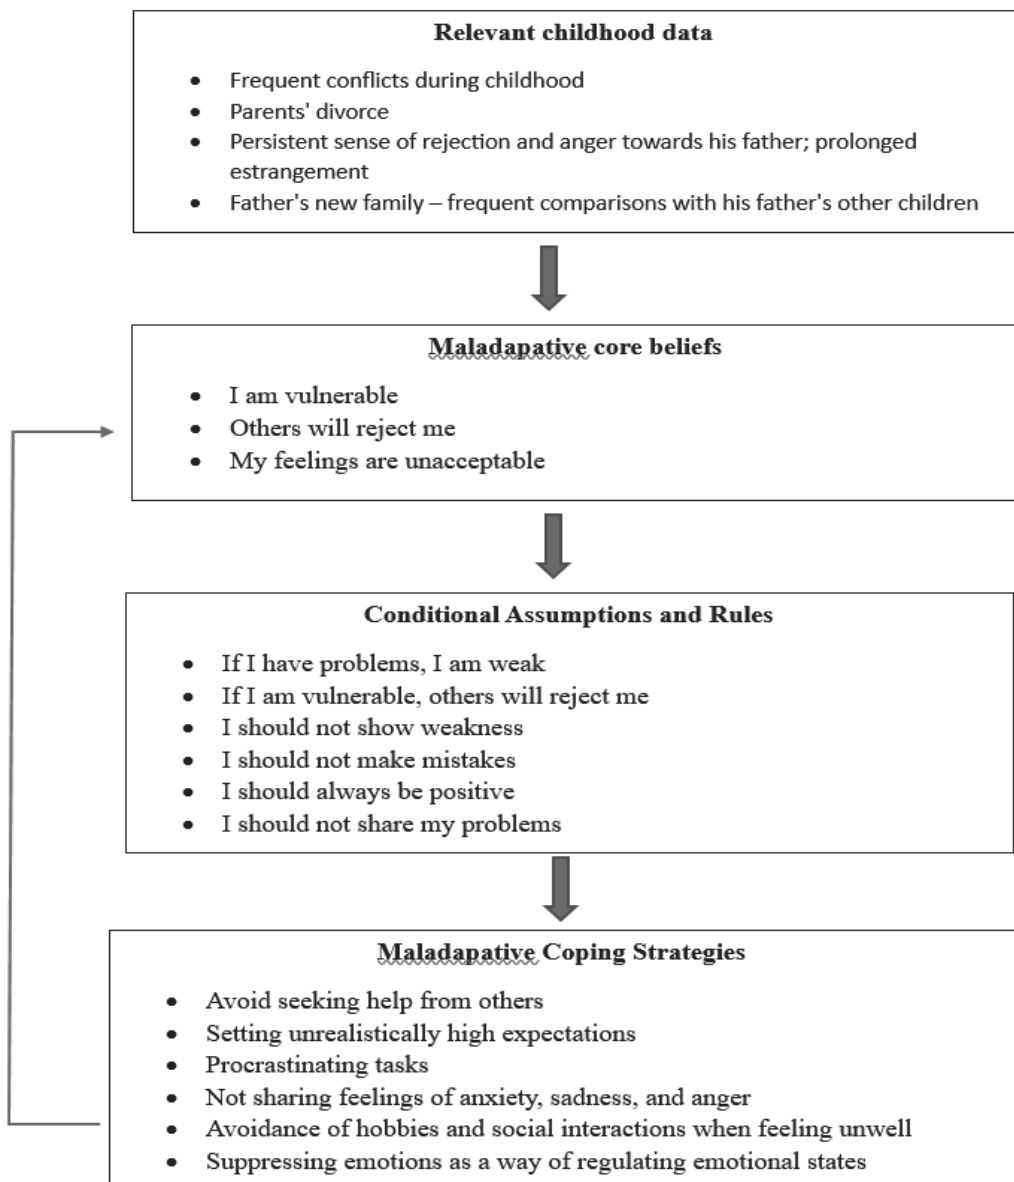 Relevant childhood data
• Frequent conflicts during childhood
• Parents' divorce
• Persistent sense of rejection and anger towards his father; prolonged
estrangement
• Father's new family – frequent comparisons with his father's other children
Maladapative core beliefs
• I am vulnerable
• Others will reject me
• My feelings are unacceptable
Conditional Assumptions and Rules
• If I have problems, I am weak
• If I am vulnerable, others will reject me
• I should not show weakness
• I should not make mistakes
• I should always be positive
• I should not share my problems
Maladapative Coping Strategies
• Avoid seeking help from others
• Setting unrealistically high expectations
• Procrastinating tasks
• Not sharing feelings of anxiety, sadness, and anger
• Avoidance of hobbies and social interactions when feeling unwell
• Suppressing emotions as a way of regulating emotional states